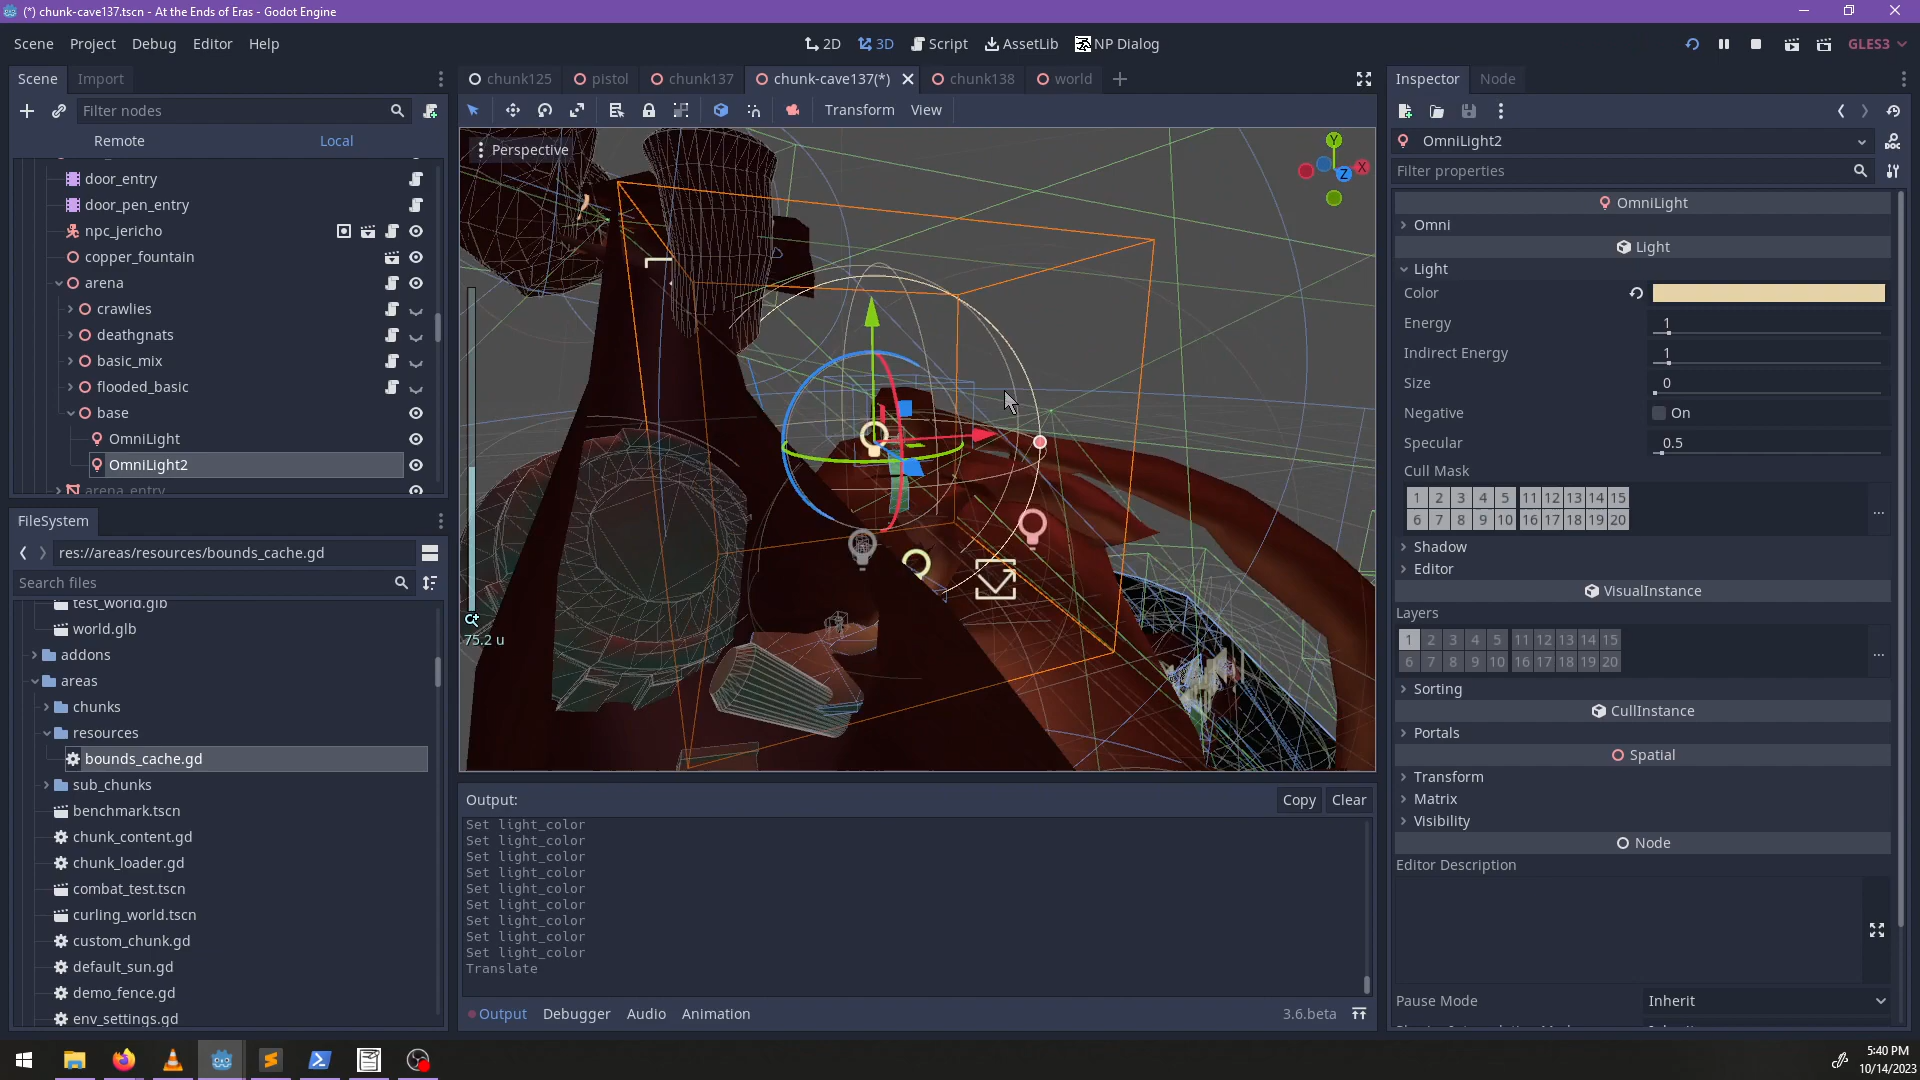 (*) chunk-cave137.tscn - At the Ends of Eras - Godot Engine
Scene Project Debug Editor Help
2D 3D Script AssetLib NP Dialog
GLES3
Scene Import
chunk125 pistol chunk137 chunk-cave137(*) chunk138 world
Inspector Node
Filter nodes
Transform View
Remote Local
Perspective
Y
X
Z
75.2 u
door_entry
door_pen_entry
npc_jericho
copper_fountain
arena
crawlies
deathgnats
basic_mix
flooded_basic
base
OmniLight
OmniLight2
arena_entry
FileSystem
res://areas/resources/bounds_cache.gd
Search files
test_world.glb
world.glb
addons
areas
chunks
resources
bounds_cache.gd
sub_chunks
benchmark.tscn
chunk_content.gd
chunk_loader.gd
combat_test.tscn
curling_world.tscn
custom_chunk.gd
default_sun.gd
demo_fence.gd
env_settings.gd
Output:
Copy Clear
Set light_color
Set light_color
Set light_color
Set light_color
Set light_color
Set light_color
Set light_color
Set light_color
Set light_color
Translate
Output Debugger Audio Animation
3.6.beta
OmniLight2
DOC
Filter properties
OmniLight
Omni
Light
Light
Color
Energy 1
Indirect Energy 1
Size 0
Negative On
Specular 0.5
Cull Mask
1 2 3 4 5 11 12 13 14 15
6 7 8 9 10 16 17 18 19 20
...
Shadow
Editor
VisualInstance
Layers
1 2 3 4 5 11 12 13 14 15
6 7 8 9 10 16 17 18 19 20
...
Sorting
CullInstance
Portals
Spatial
Transform
Matrix
Visibility
Node
Editor Description
Pause Mode Inherit
5:40 PM
10/14/2023